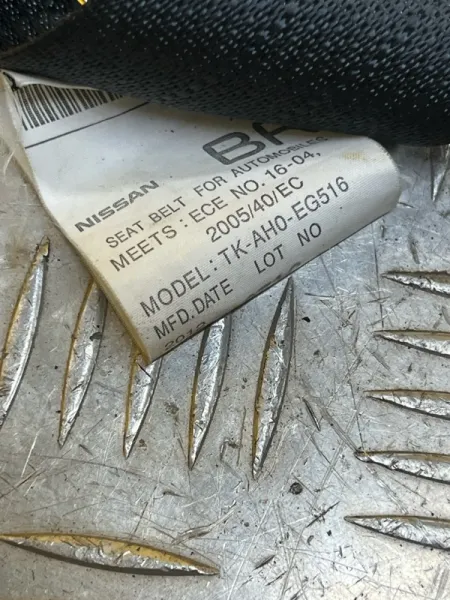 NISSAN
SEAT BELT FOR AUTOMOBILES
MEETS : ECE NO. 16-04,
2005/40/EC
MODEL: TK-AH0-EG516
MFD.DATE LOT NO